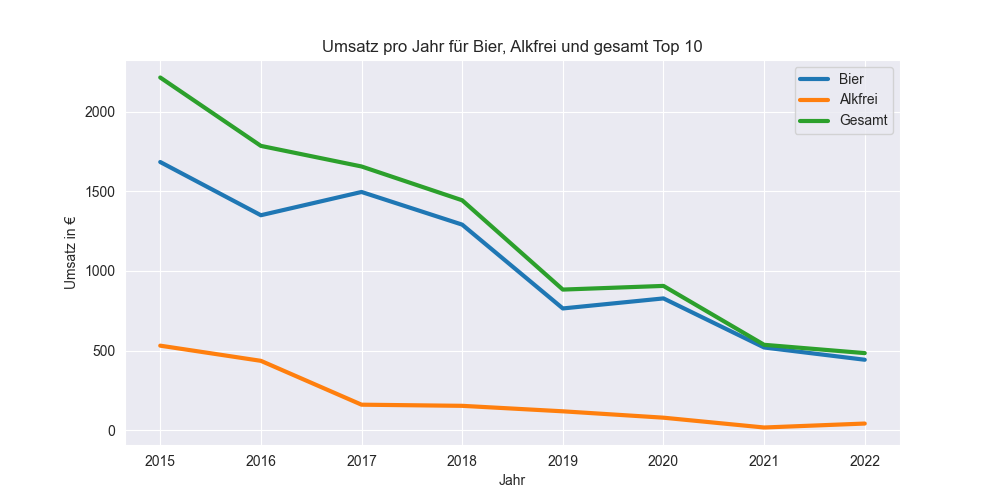 Umsatz pro Jahr für Bier, Alkfrei und gesamt Top 10
Bier
Alkfrei
Gesamt
Umsatz in €
2000
1500
1000
500
0
2015 2016 2017 2018 2019 2020 2021 2022
Jahr